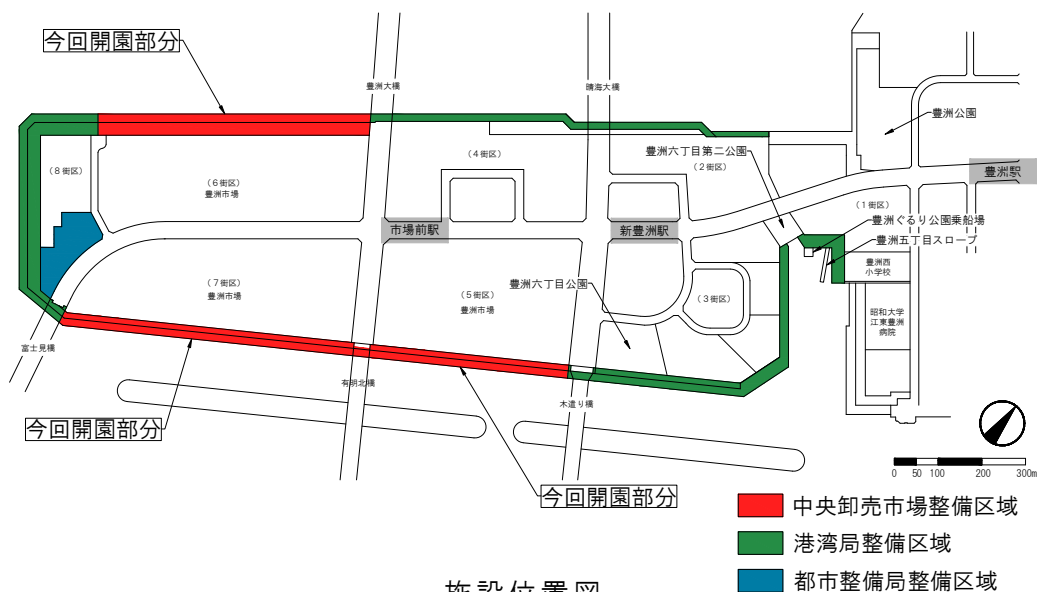 今回開園部分
豊洲大橋
晴海大橋
豊洲公園
豊洲六丁目第二公園
(8街区)
(6街区)
豊洲市場
(4街区)
(2街区)
豊洲駅
(1街区)
豊洲ぐるり公園乗船場
豊洲五丁目スロープ
市場前駅
新豊洲駅
豊洲西
小学校
(7街区)
豊洲市場
(5街区)
豊洲市場
豊洲六丁目公園
(3街区)
昭和大学
江東豊洲
病院
富士見橋
有明北橋
木遣り橋
今回開園部分
今回開園部分
0 50 100 200 300m
中央卸売市場整備区域
港湾局整備区域
都市整備局整備区域
施設位置図